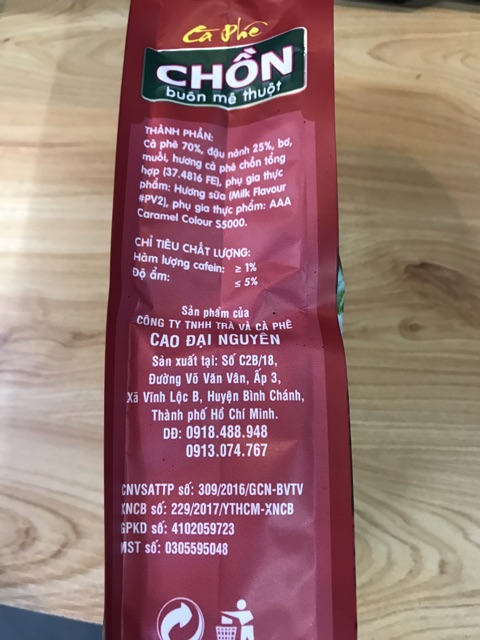 Cà Phê
CHỒN
buôn mê thuột
THÀNH PHẦN:
Cà phê 70%, đậu nành 25%, bơ,
muối, hương cà phê chồn tổng
hợp (37.4816 FE), phụ gia thực
phẩm: Hương sữa (Milk Flavour
#PV2), phụ gia thực phẩm: AAA
Caramel Colour S5000.
CHỈ TIÊU CHẤT LƯỢNG:
Hàm lượng cafein: ≥ 1%
Độ ẩm: ≤ 5%
Sản phẩm của
CÔNG TY TNHH TRÀ VÀ CÀ PHÊ
CAO ĐẠI NGUYÊN
Sản xuất tại: Số C2B/18,
Đường Võ Văn Vân, Ấp 3,
Xã Vĩnh Lộc B, Huyện Bình Chánh,
Thành phố Hồ Chí Minh.
DĐ: 0918.488.948
0913.074.767
CNVSATTP số: 309/2016/GCN-BVTV
XNCB số: 229/2017/YTHCM-XNCB
GPKD số: 4102059723
MST số: 0305595048